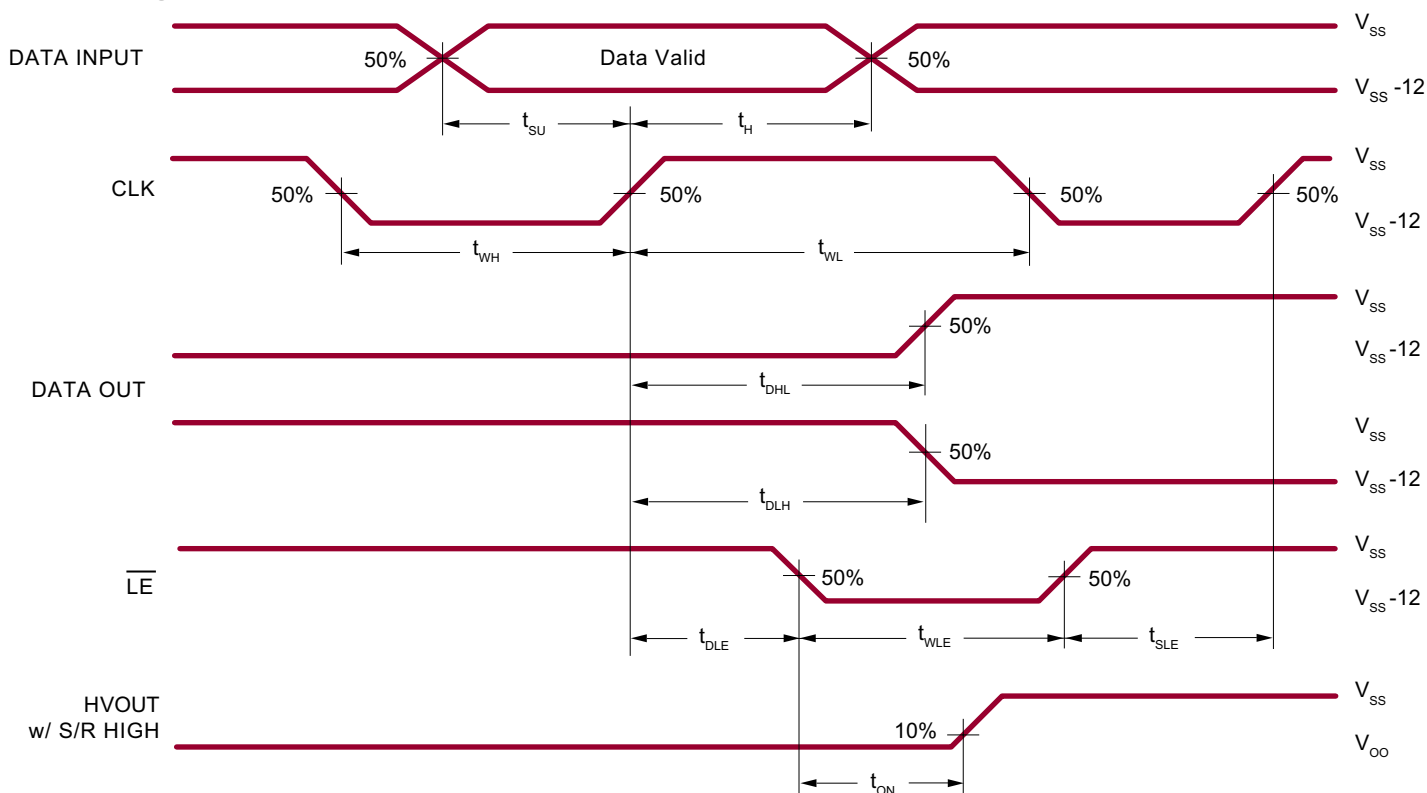 V_SS
DATA INPUT 50% Data Valid 50%
V_SS -12
t_SU t_H
V_SS
CLK 50% 50% 50% 50%
V_SS -12
t_WH t_WL
V_SS
50%
V_SS -12
t_DHL
DATA OUT
V_SS
50%
V_SS -12
t_DLH
V_SS
LE 50% 50%
V_SS -12
t_DLE t_WLE t_SLE
V_SS
HVOUT
w/ S/R HIGH 10%
V_OO
t_ON